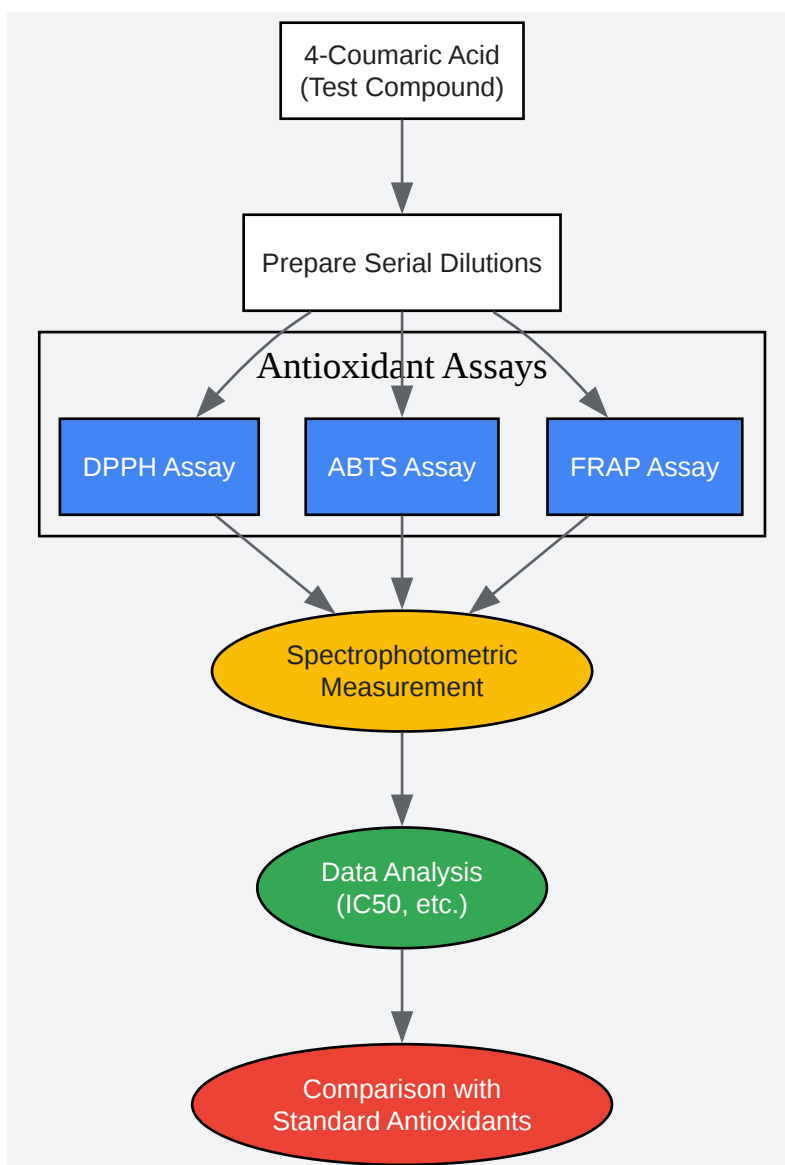 4-Coumaric Acid
(Test Compound)
Prepare Serial Dilutions
Antioxidant Assays
DPPH Assay
ABTS Assay
FRAP Assay
Spectrophotometric
Measurement
Data Analysis
(IC50, etc.)
Comparison with
Standard Antioxidants